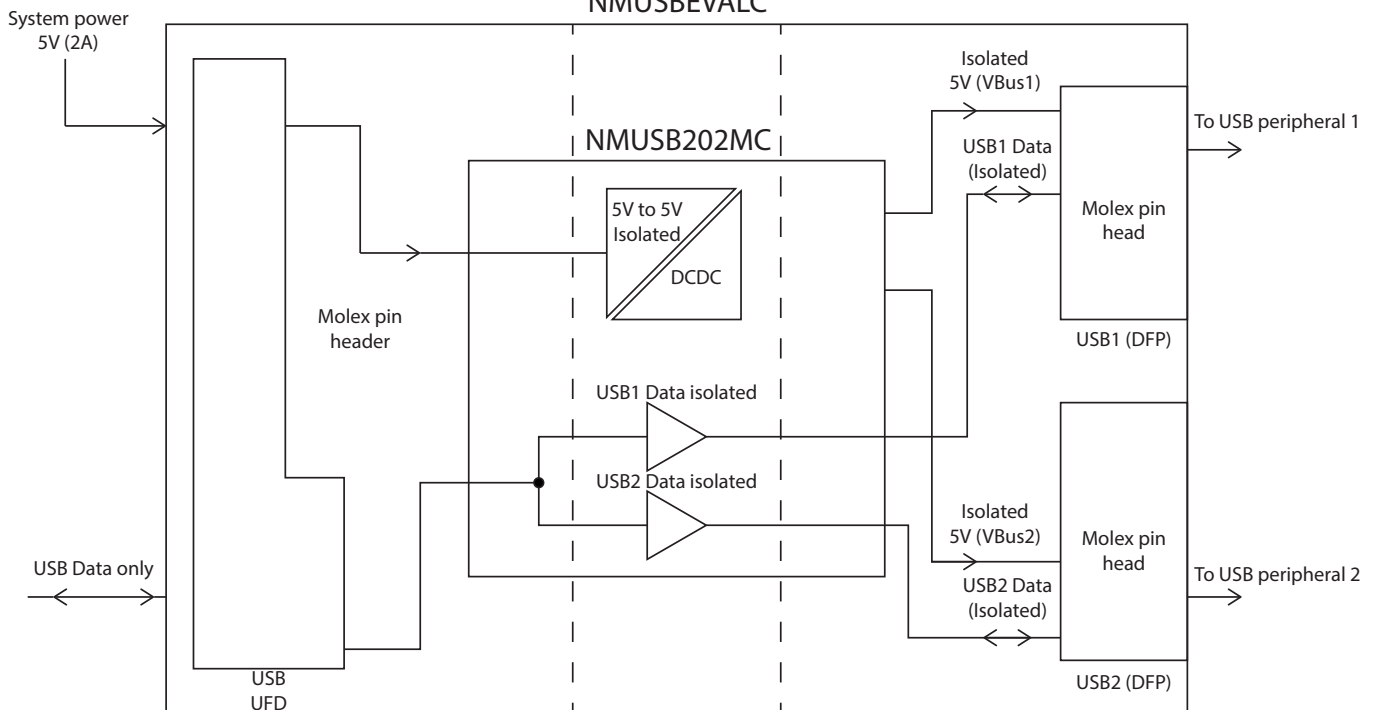 NMUSBEVALC
System power
5V (2A)
Isolated
5V (VBus1)
To USB peripheral 1
NMUSB202MC
USB1 Data
(Isolated)
5V to 5V
Isolated
DCDC
Molex pin
head
Molex pin
header
USB1 (DFP)
USB1 Data isolated
USB2 Data isolated
Isolated
5V (VBus2)
Molex pin
head
USB Data only
To USB peripheral 2
USB2 Data
(Isolated)
USB
UFD
USB2 (DFP)